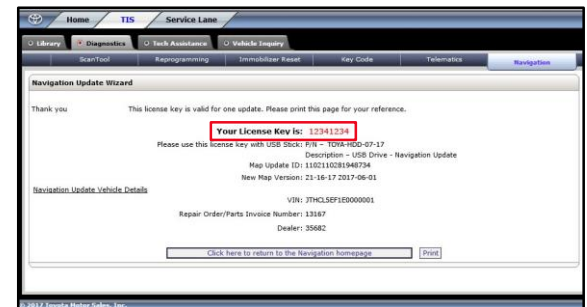 Home TIS Service Lane
Library Diagnostics Tech Assistance Vehicle Inquiry
ScanTool Reprogramming Immobilizer Reset Key Code Telematics Navigation
Navigation Update Wizard
Thank you This license key is valid for one update. Please print this page for your reference.
Your License Key is: 12341234
Please use this license key with USB Stick: P/N - TOYA-HDD-07-17
Description - USB Drive - Navigation Update
Map Update ID: 1102110281948734
New Map Version: 21-16-17 2017-06-01
Navigation Update Vehicle Details
VIN: JTHCL5EF1E0000001
Repair Order/Parts Invoice Number: 13167
Dealer: 35682
Click here to return to the Navigation homepage Print
© 2017 Toyota Motor Sales, Inc.